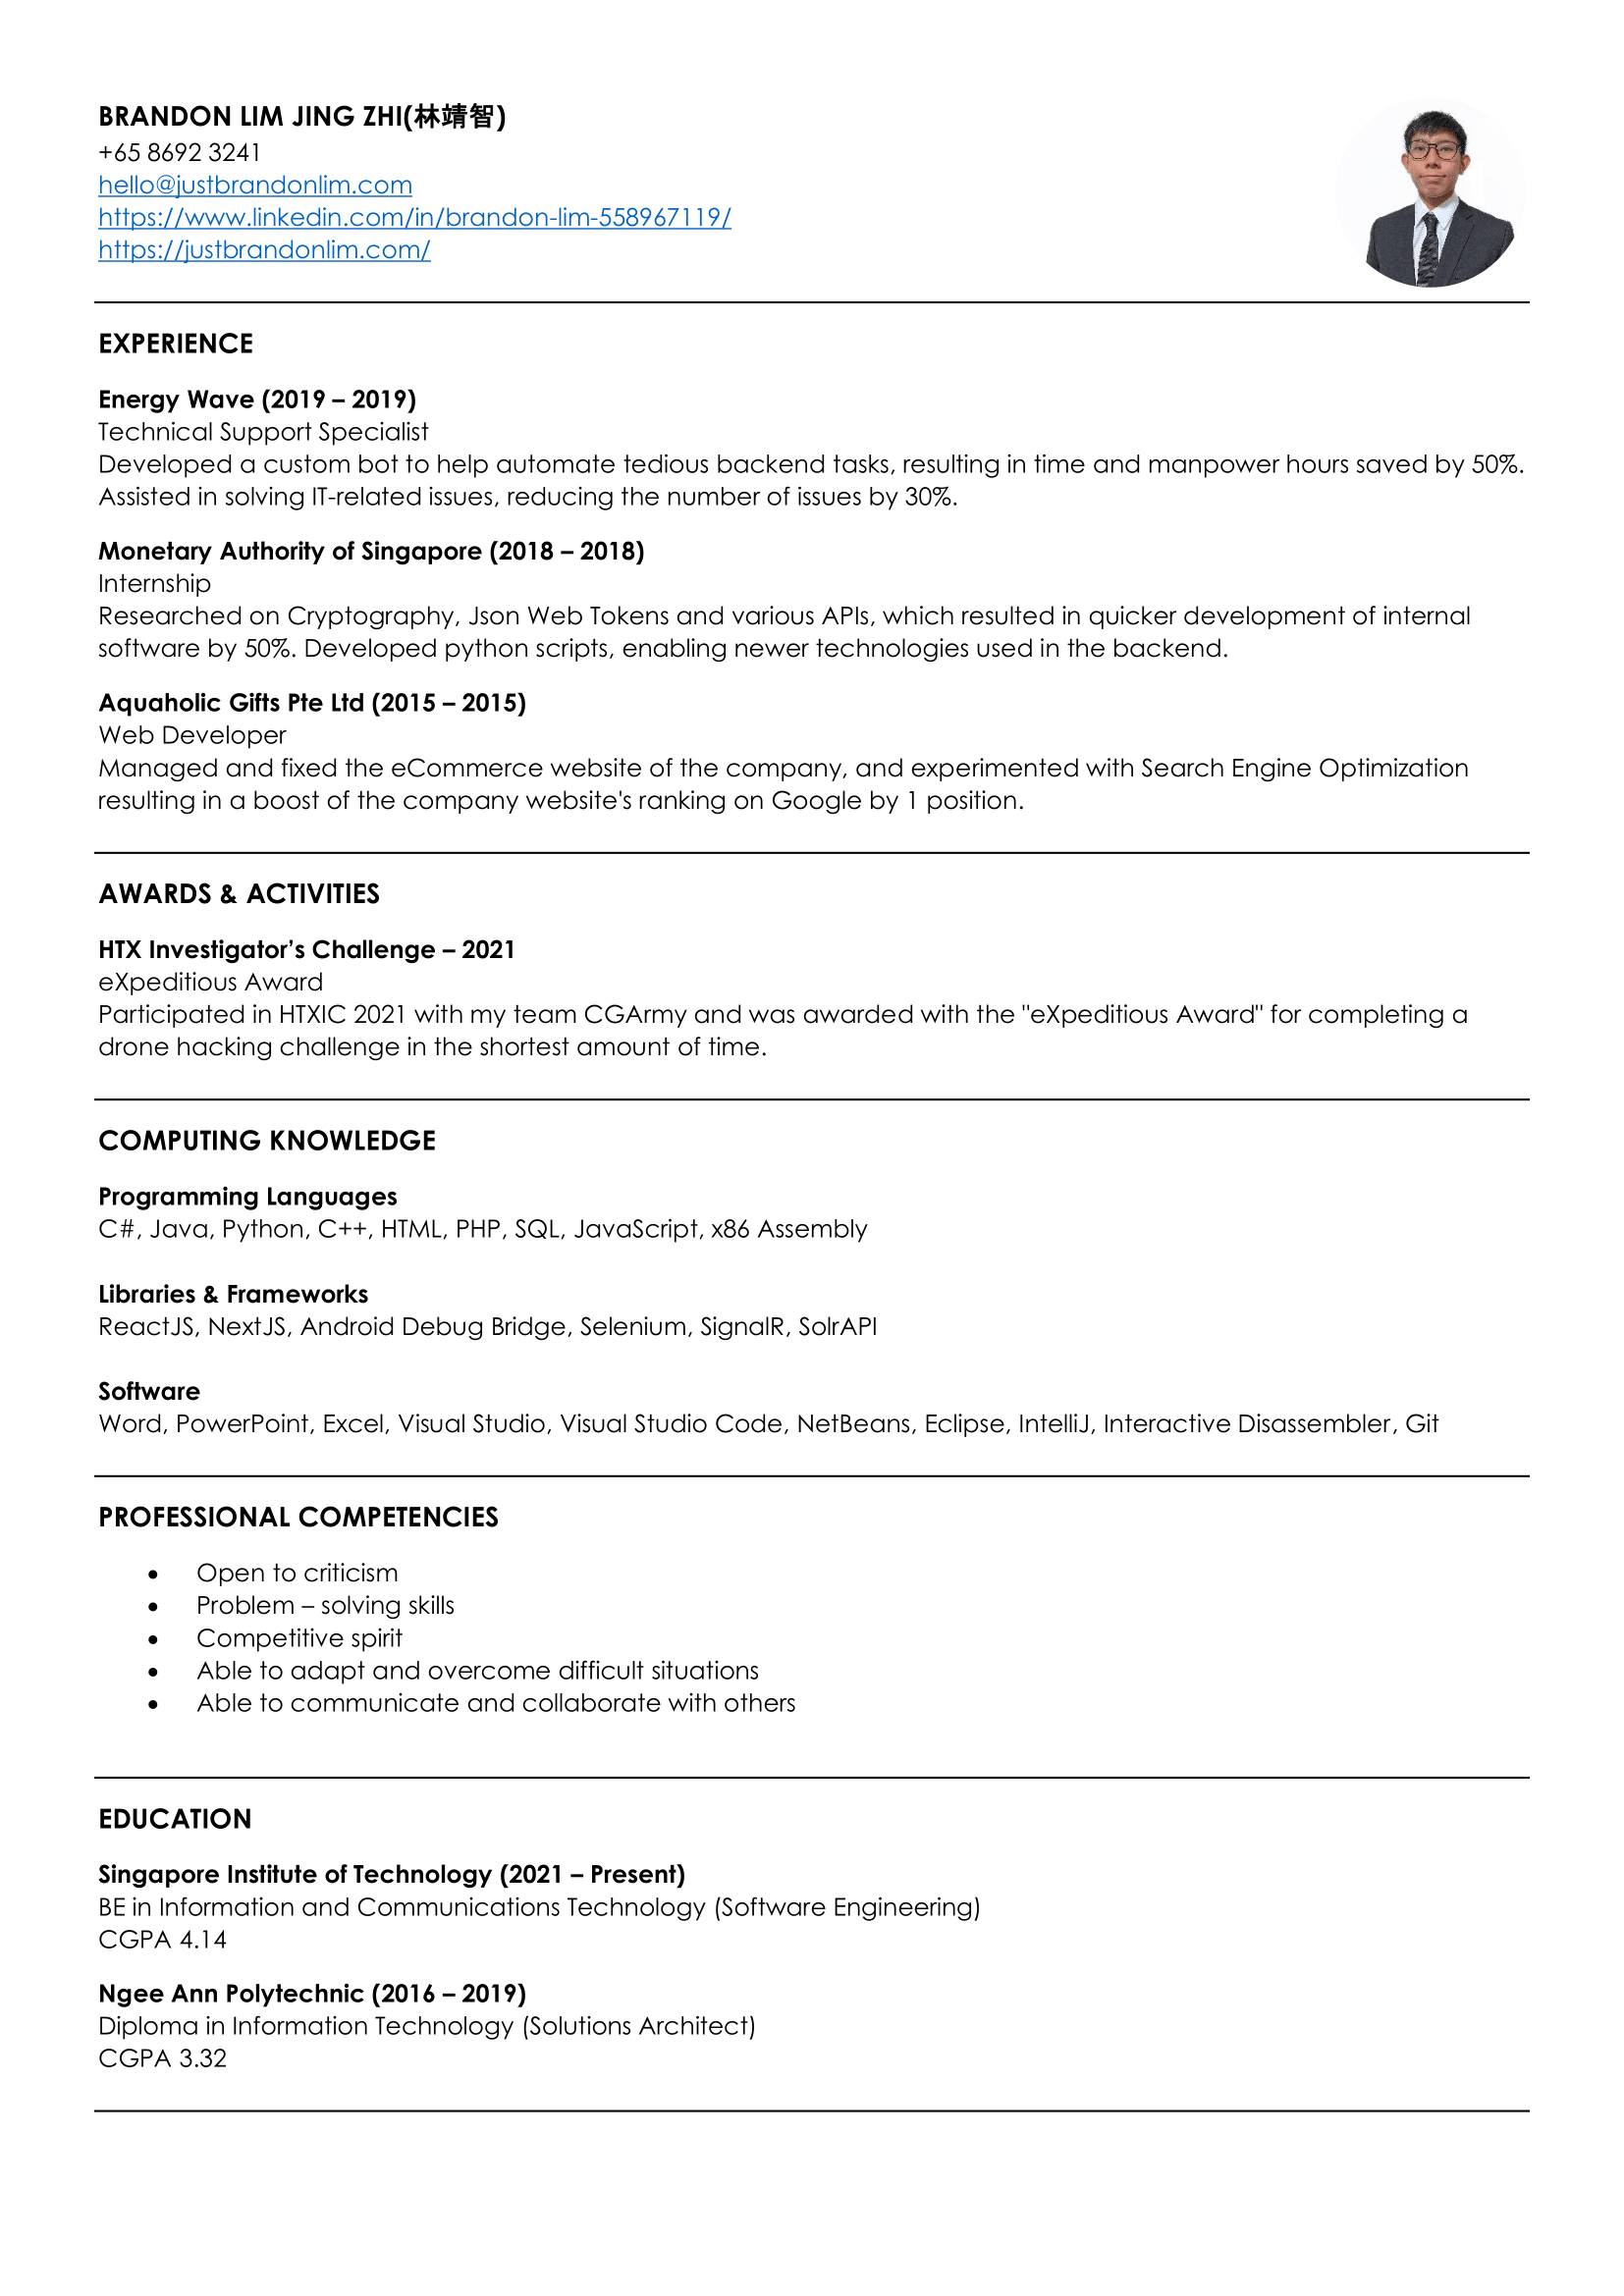 BRANDON LIM JING ZHI(林靖智)
+65 8692 3241
hello@justbrandonlim.com
https://www.linkedin.com/in/brandon-lim-558967119/
https://justbrandonlim.com/
EXPERIENCE
Energy Wave (2019 – 2019)
Technical Support Specialist
Developed a custom bot to help automate tedious backend tasks, resulting in time and manpower hours saved by 50%.
Assisted in solving IT-related issues, reducing the number of issues by 30%.
Monetary Authority of Singapore (2018 – 2018)
Internship
Researched on Cryptography, Json Web Tokens and various APIs, which resulted in quicker development of internal
software by 50%. Developed python scripts, enabling newer technologies used in the backend.
Aquaholic Gifts Pte Ltd (2015 – 2015)
Web Developer
Managed and fixed the eCommerce website of the company, and experimented with Search Engine Optimization
resulting in a boost of the company website's ranking on Google by 1 position.
AWARDS & ACTIVITIES
HTX Investigator’s Challenge – 2021
eXpeditious Award
Participated in HTXIC 2021 with my team CGArmy and was awarded with the "eXpeditious Award" for completing a
drone hacking challenge in the shortest amount of time.
COMPUTING KNOWLEDGE
Programming Languages
C#, Java, Python, C++, HTML, PHP, SQL, JavaScript, x86 Assembly
Libraries & Frameworks
ReactJS, NextJS, Android Debug Bridge, Selenium, SignalR, SolrAPI
Software
Word, PowerPoint, Excel, Visual Studio, Visual Studio Code, NetBeans, Eclipse, IntelliJ, Interactive Disassembler, Git
PROFESSIONAL COMPETENCIES
• Open to criticism
• Problem – solving skills
• Competitive spirit
• Able to adapt and overcome difficult situations
• Able to communicate and collaborate with others
EDUCATION
Singapore Institute of Technology (2021 – Present)
BE in Information and Communications Technology (Software Engineering)
CGPA 4.14
Ngee Ann Polytechnic (2016 – 2019)
Diploma in Information Technology (Solutions Architect)
CGPA 3.32